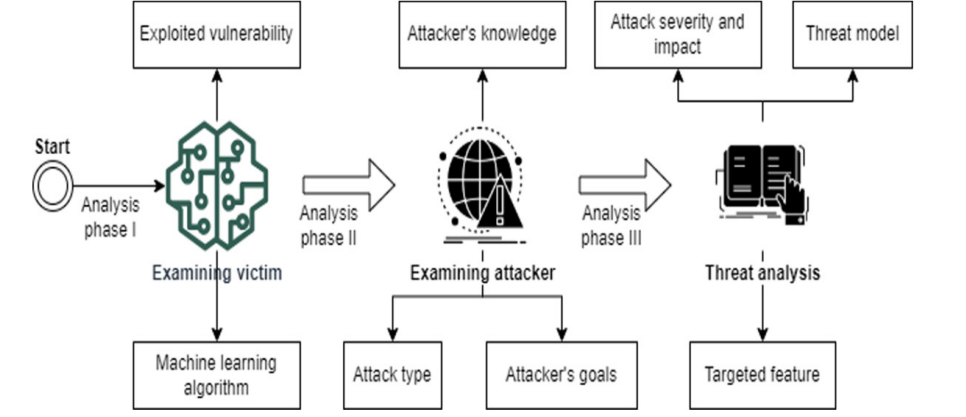 Exploited vulnerability
Attacker's knowledge
Attack severity and
impact
Threat model
Start
Analysis
phase I
Analysis
phase II
Analysis
phase III
Examining victim
Examining attacker
Threat analysis
Machine learning
algorithm
Attack type
Attacker's goals
Targeted feature